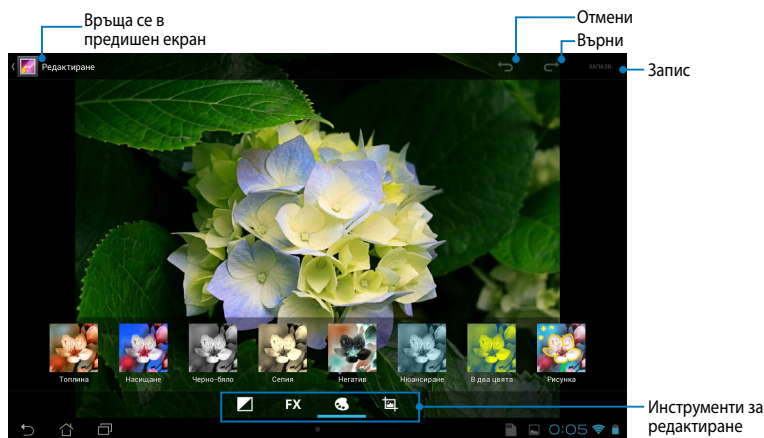 Връща се в
предишен екран
Отмени
Върни
Запис
Редактиране
ЗАПАЗВ.
Топлина
Насищане
Черно-бяло
Сепия
Негатив
Нюансиране
В два цвята
Рисунка
FX
0:05
Инструменти за
редактиране